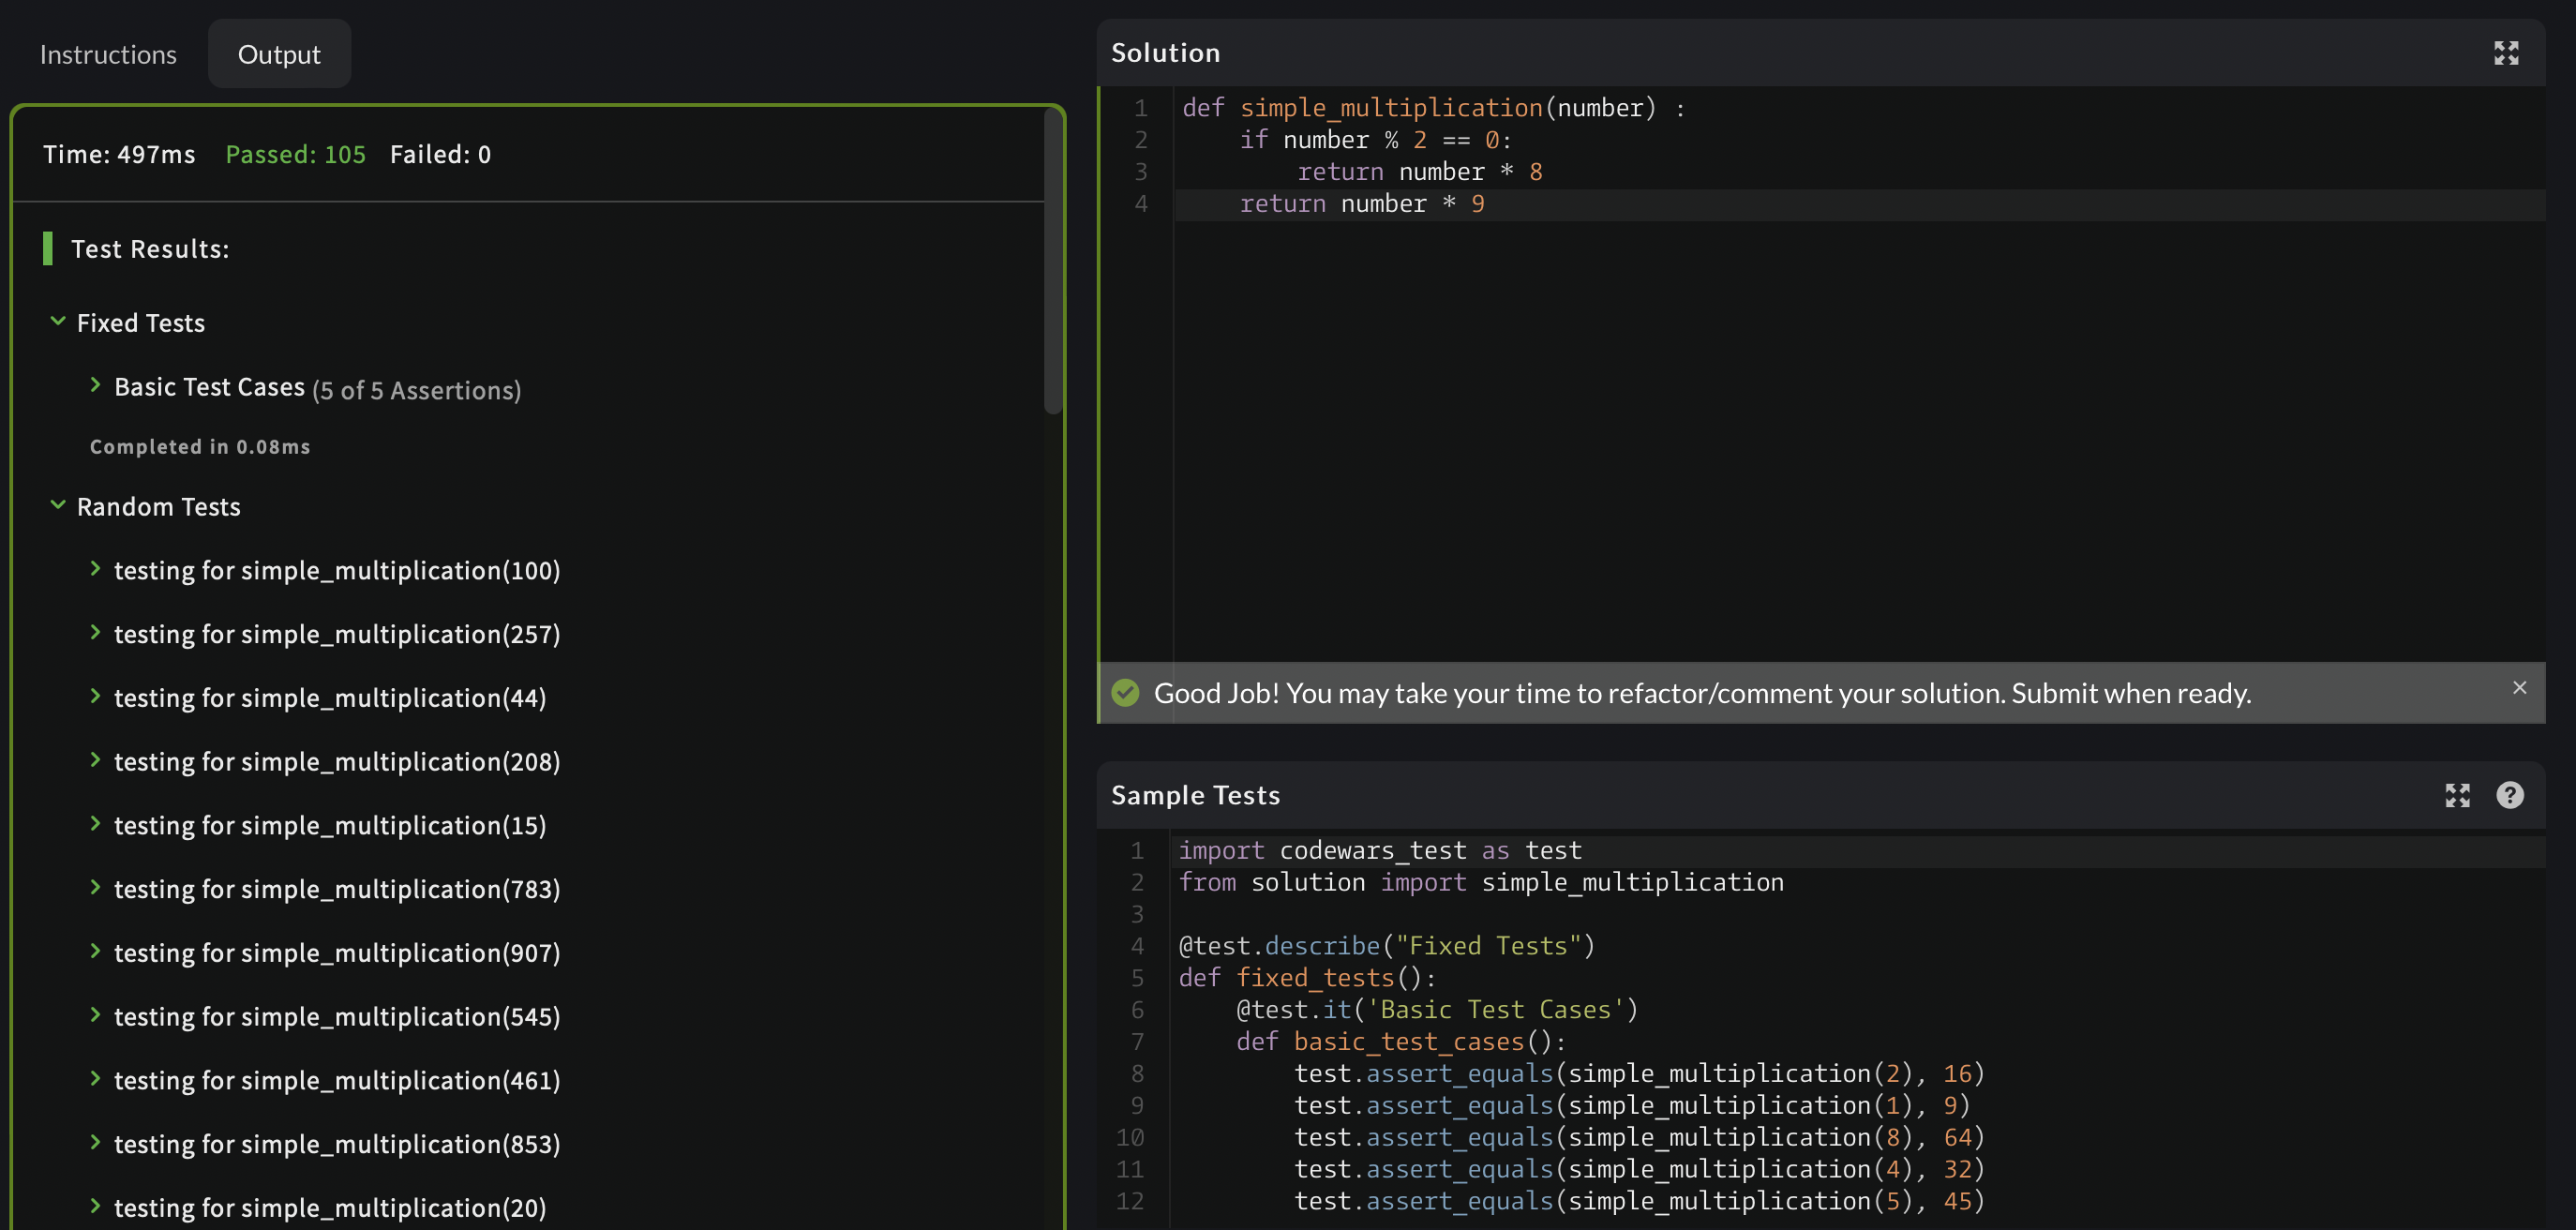 Instructions
Output
Time: 497ms Passed: 105 Failed: 0
Test Results:
Fixed Tests
Basic Test Cases (5 of 5 Assertions)
Completed in 0.08ms
Random Tests
testing for simple_multiplication(100)
testing for simple_multiplication(257)
testing for simple_multiplication(44)
testing for simple_multiplication(208)
testing for simple_multiplication(15)
testing for simple_multiplication(783)
testing for simple_multiplication(907)
testing for simple_multiplication(545)
testing for simple_multiplication(461)
testing for simple_multiplication(853)
testing for simple_multiplication(20)
Solution
1 def simple_multiplication(number) :
2     if number % 2 == 0:
3         return number * 8
4     return number * 9
Good Job! You may take your time to refactor/comment your solution. Submit when ready.
Sample Tests
1 import codewars_test as test
2 from solution import simple_multiplication
3
4 @test.describe("Fixed Tests")
5 def fixed_tests():
6     @test.it('Basic Test Cases')
7     def basic_test_cases():
8         test.assert_equals(simple_multiplication(2), 16)
9         test.assert_equals(simple_multiplication(1), 9)
10         test.assert_equals(simple_multiplication(8), 64)
11         test.assert_equals(simple_multiplication(4), 32)
12         test.assert_equals(simple_multiplication(5), 45)